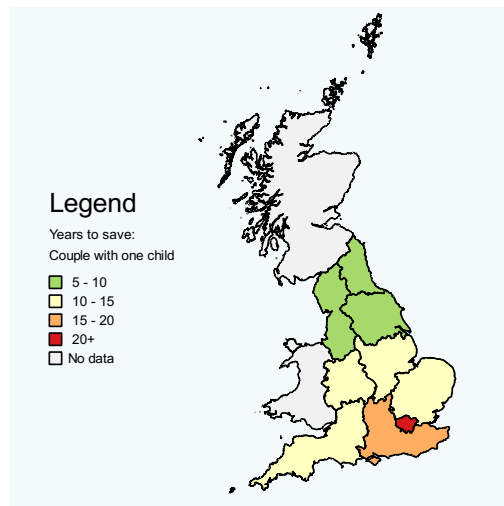 Legend
Years to save:
Couple with one child
5 - 10
10 - 15
15 - 20
20+
No data